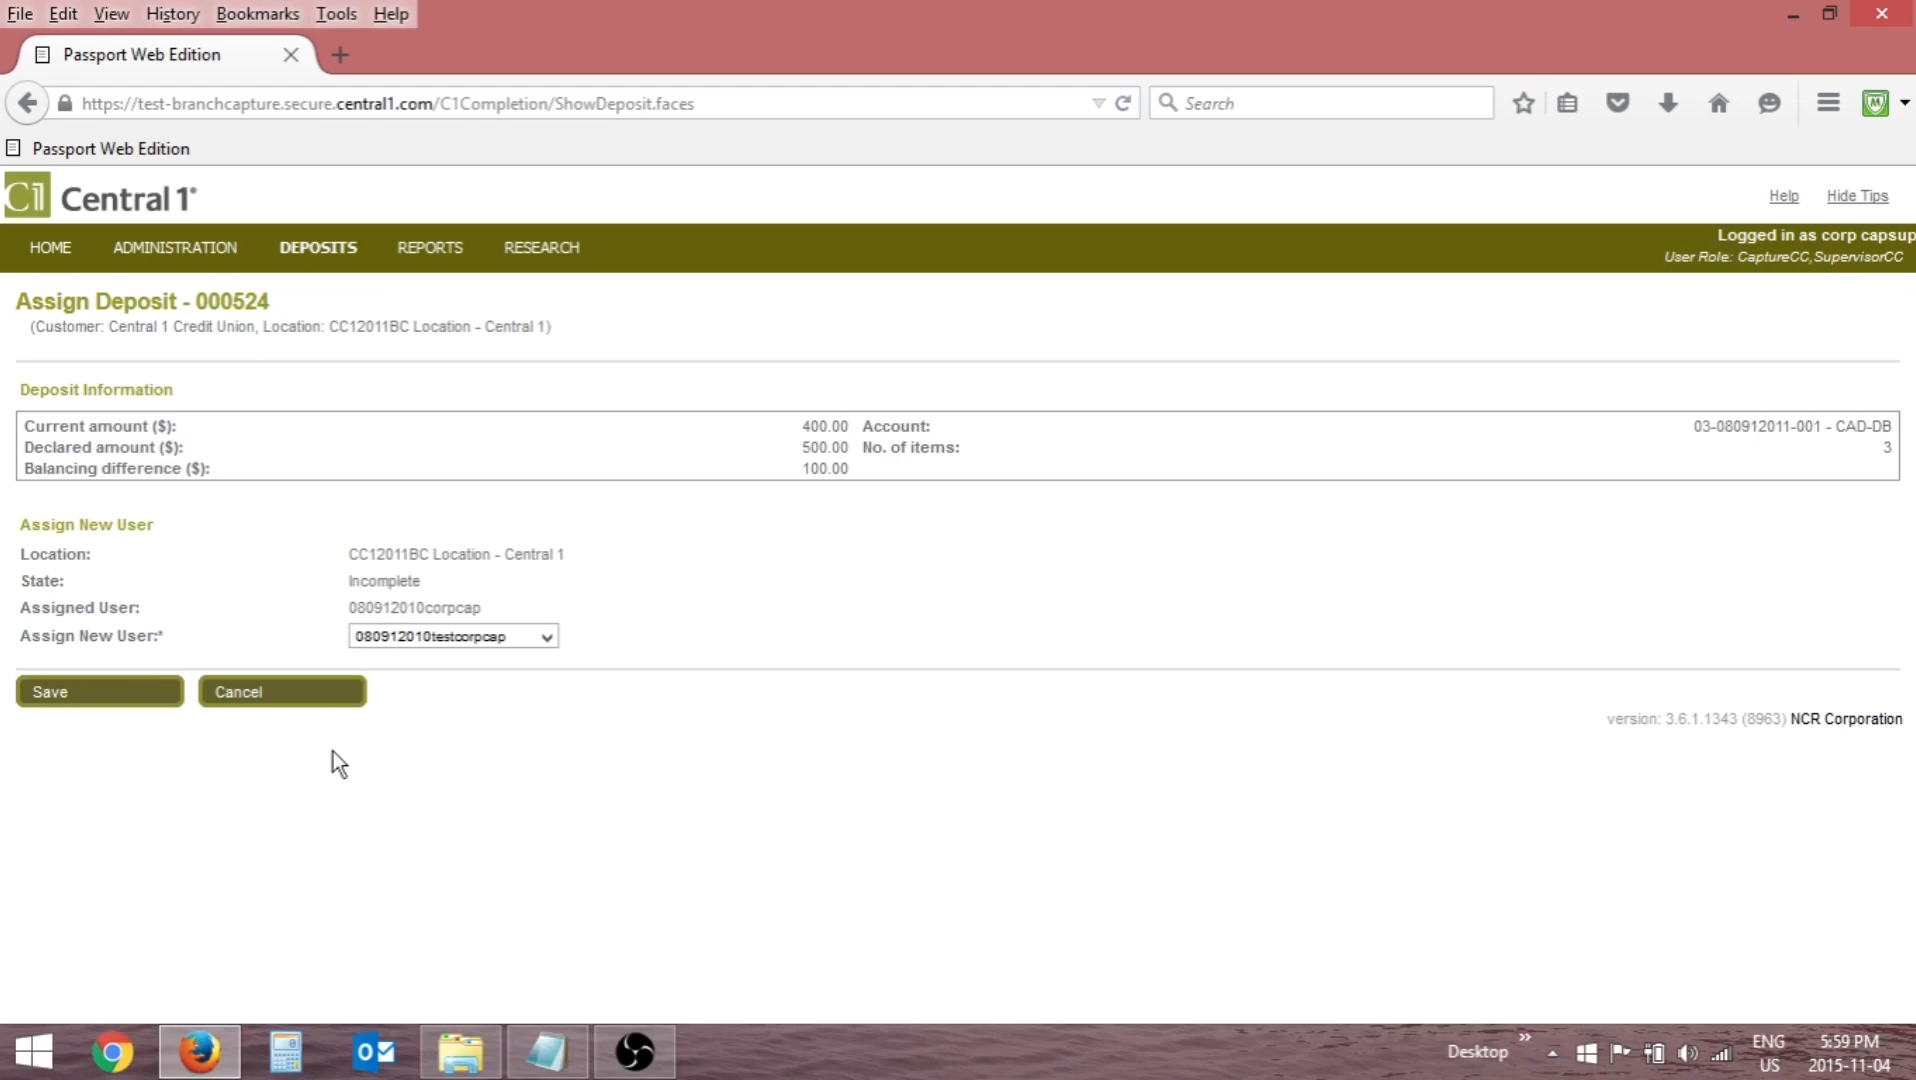 File Edit View History Bookmarks Tools Help
Passport Web Edition
https://test-branchcapture.secure.central1.com/C1Completion/ShowDeposit.faces
Search
Passport Web Edition
C1 Central 1®
Help Hide Tips
HOME ADMINISTRATION DEPOSITS REPORTS RESEARCH
Logged in as corp capsup
User Role: CaptureCC,SupervisorCC
Assign Deposit - 000524
(Customer: Central 1 Credit Union, Location: CC12011BC Location - Central 1)
Deposit Information
Current amount ($): 400.00 Account: 03-080912011-001 - CAD-DB
Declared amount ($): 500.00 No. of items: 3
Balancing difference ($): 100.00
Assign New User
Location: CC12011BC Location - Central 1
State: Incomplete
Assigned User: 080912010corpcap
Assign New User:* 080912010testcorpcap
Save Cancel
version: 3.6.1.1343 (8963) NCR Corporation
Desktop
ENG
US
5:59 PM
2015-11-04